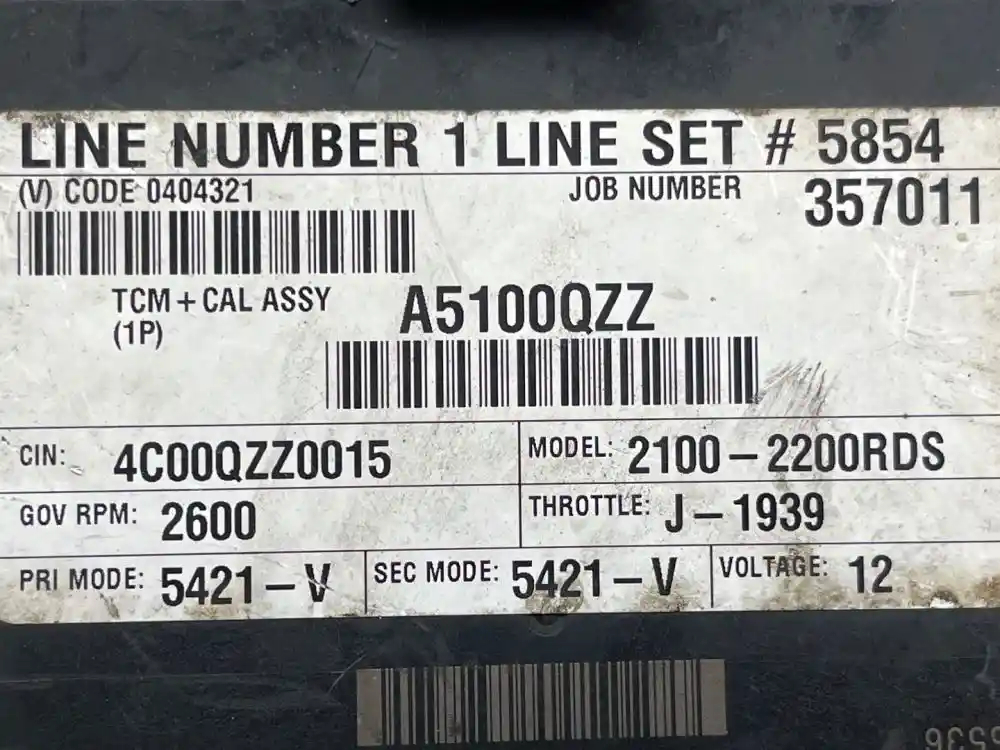 LINE NUMBER 1 LINE SET # 5854
(V) CODE 0404321 JOB NUMBER 357011
TCM + CAL ASSY A5100QZZ
(1P)
CIN: 4C00QZZ0015 MODEL: 2100 – 2200RDS
GOV RPM: 2600 THROTTLE: J – 1939
PRI MODE: 5421 – V SEC MODE: 5421 – V VOLTAGE: 12